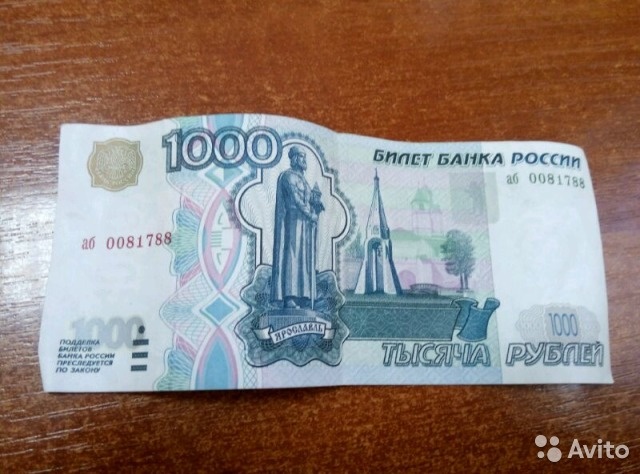 1000
БИЛЕТ БАНКА РОССИИ
аб 0081788
аб 0081788
ЯРОСЛАВЛЬ
1000
1000
ПОДДЕЛКА
БИЛЕТОВ
БАНКА РОССИИ
ПРЕСЛЕДУЕТСЯ
ПО ЗАКОНУ
ТЫСЯЧА РУБЛЕЙ
Avito